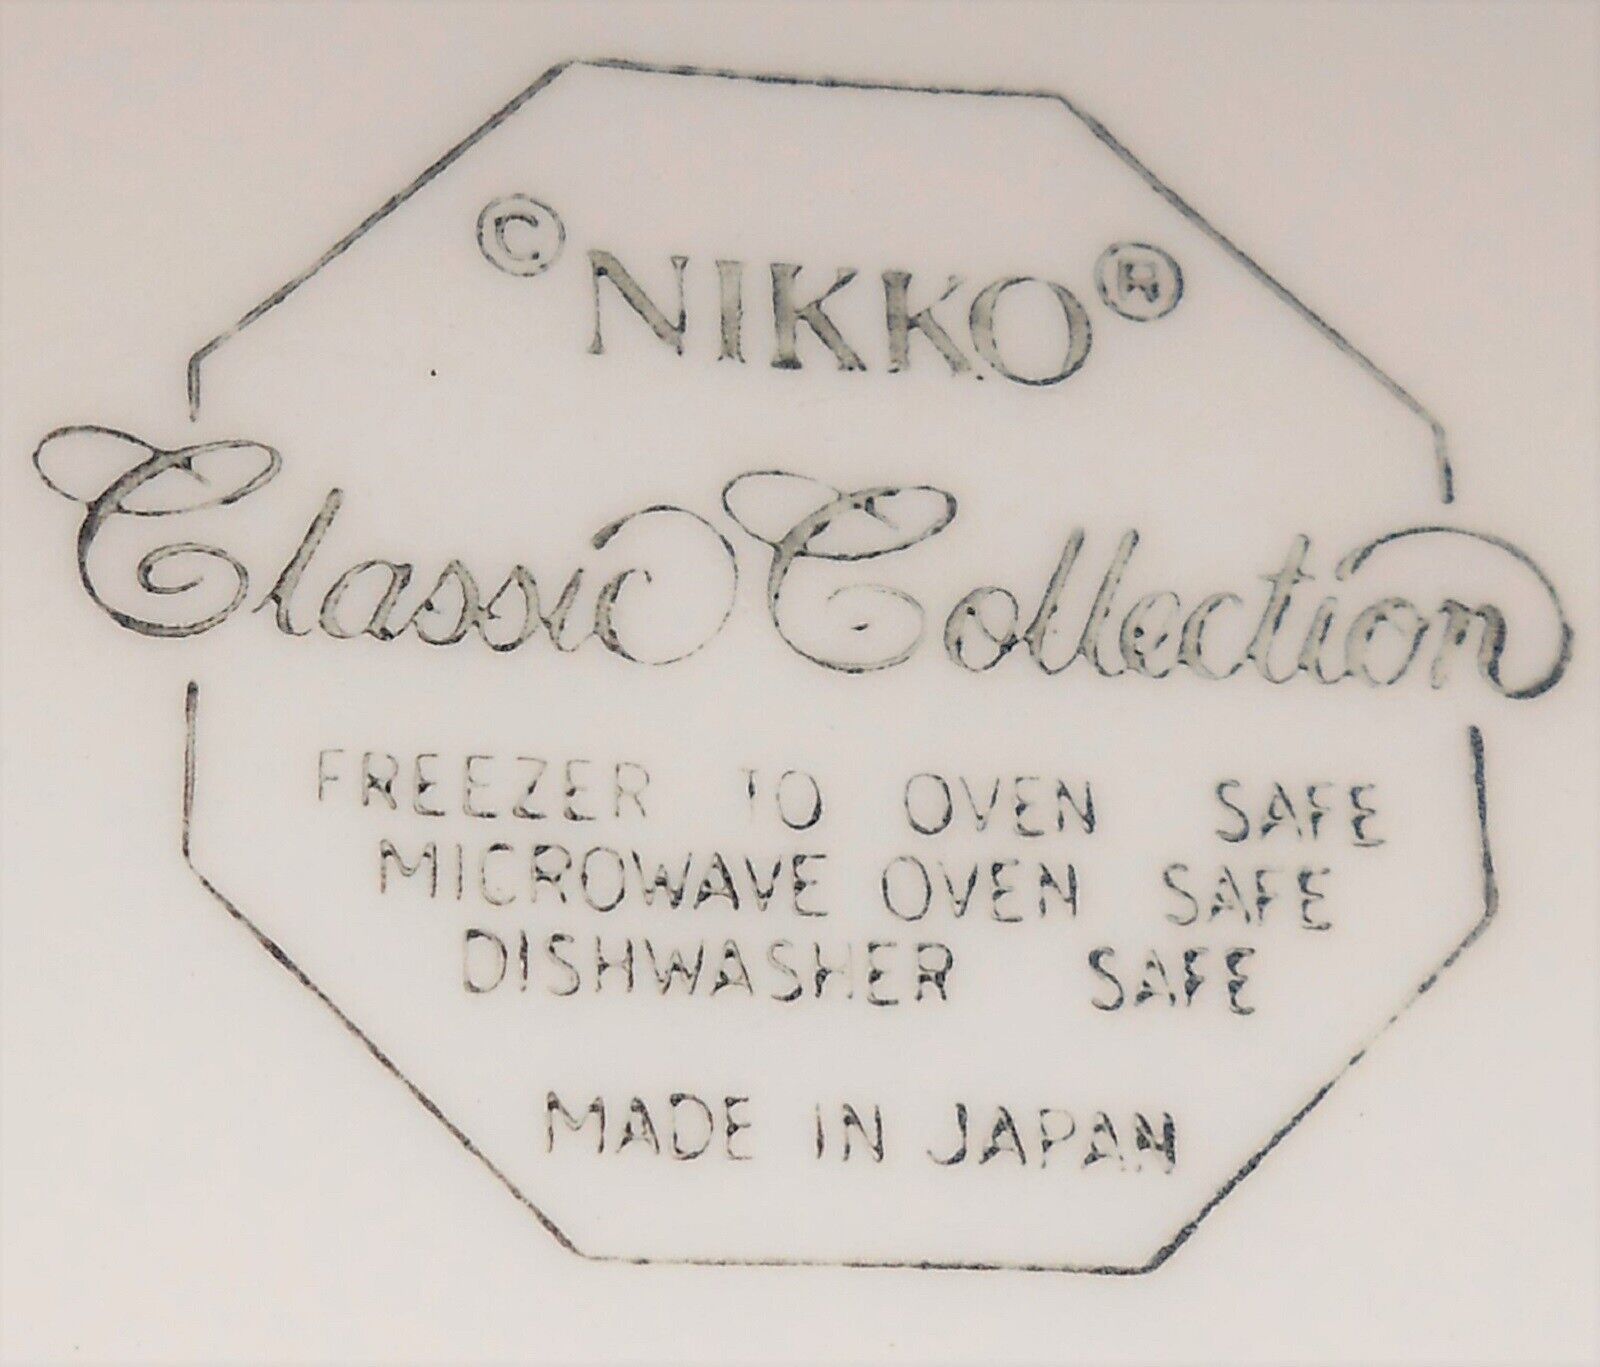 © NIKKO ®
Classic Collection
FREEZER TO OVEN SAFE
MICROWAVE OVEN SAFE
DISHWASHER SAFE
MADE IN JAPAN